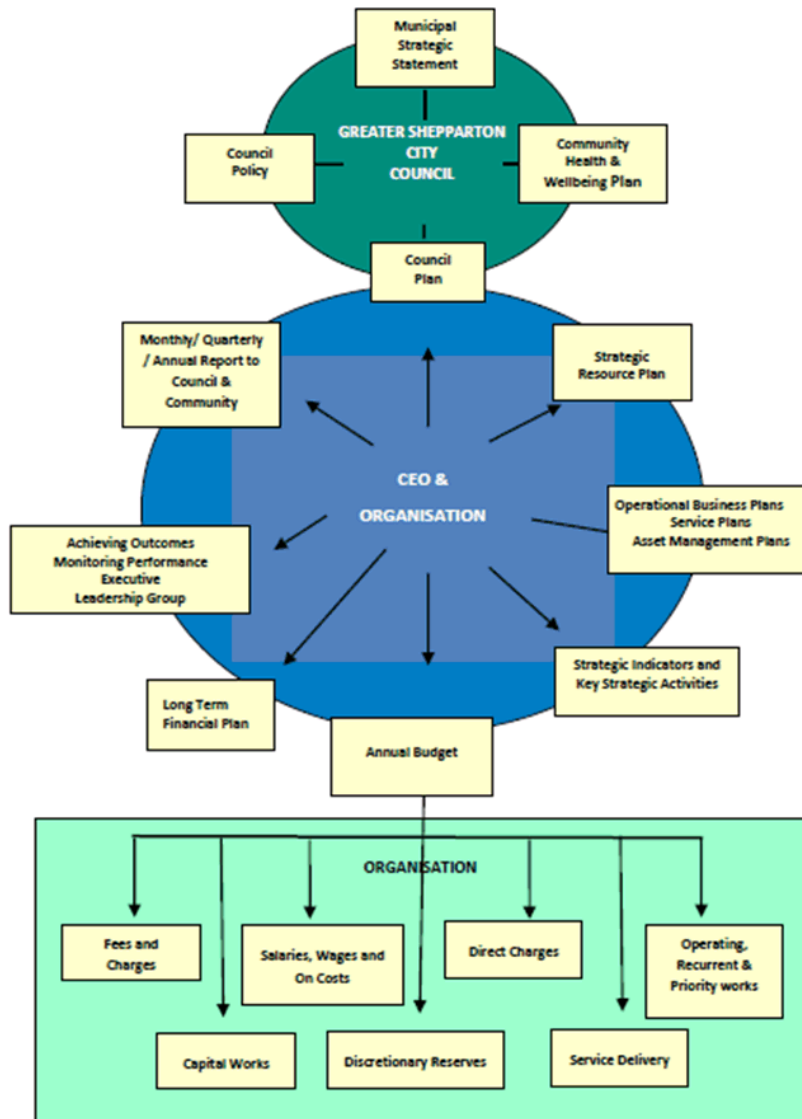 Municipal
Strategic
Statement
GREATER SHEPPARTON
CITY
COUNCIL
Council
Policy
Community
Health &
Wellbeing Plan
Council
Plan
Monthly/ Quarterly
/ Annual Report to
Council &
Community
Strategic
Resource Plan
CEO &
ORGANISATION
Operational Business Plans
Service Plans
Asset Management Plans
Achieving Outcomes
Monitoring Performance
Executive
Leadership Group
Strategic Indicators and
Key Strategic Activities
Long Term
Financial Plan
Annual Budget
ORGANISATION
Fees and
Charges
Salaries, Wages and
On Costs
Direct Charges
Operating,
Recurrent &
Priority works
Capital Works
Discretionary Reserves
Service Delivery